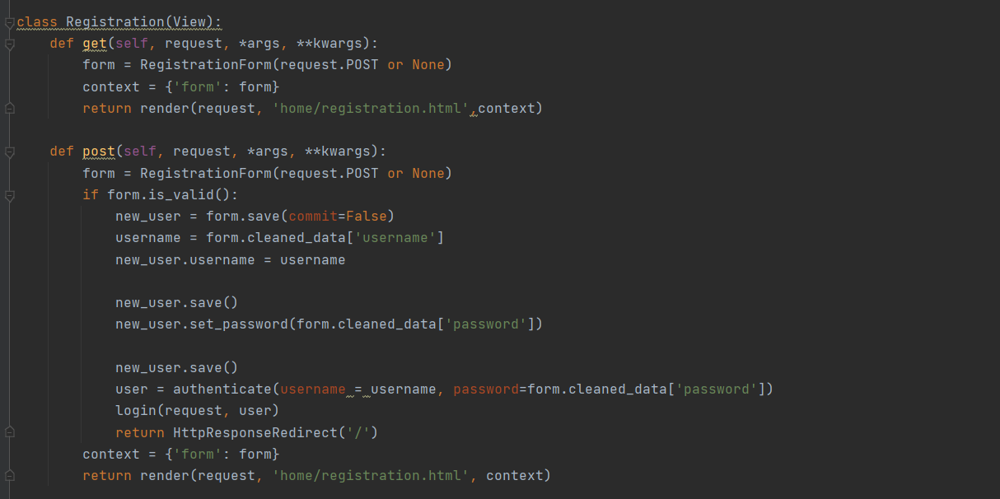 class Registration(View):
    def get(self, request, *args, **kwargs):
        form = RegistrationForm(request.POST or None)
        context = {'form': form}
        return render(request, 'home/registration.html',context)

    def post(self, request, *args, **kwargs):
        form = RegistrationForm(request.POST or None)
        if form.is_valid():
            new_user = form.save(commit=False)
            username = form.cleaned_data['username']
            new_user.username = username

            new_user.save()
            new_user.set_password(form.cleaned_data['password'])

            new_user.save()
            user = authenticate(username = username, password=form.cleaned_data['password'])
            login(request, user)
            return HttpResponseRedirect('/')
        context = {'form': form}
        return render(request, 'home/registration.html', context)